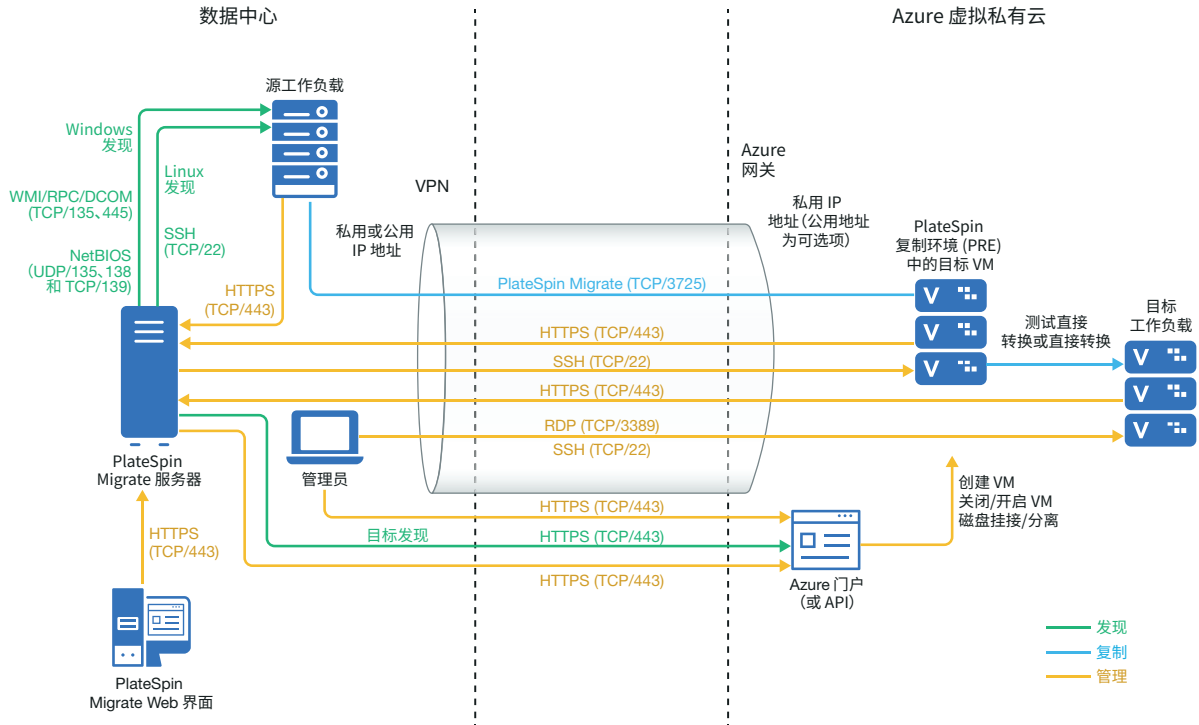 数据中心
Azure 虚拟私有云
源工作负载
Windows
发现
Linux
发现
WMI/RPC/DCOM
(TCP/135、445)
SSH
(TCP/22)
NetBIOS
(UDP/135、138
和 TCP/139)
HTTPS
(TCP/443)
VPN
私用或公用
IP 地址
Azure
网关
私用 IP
地址（公用地址
为可选项）
PlateSpin
复制环境 (PRE)
中的目标 VM
PlateSpin Migrate (TCP/3725)
HTTPS (TCP/443)
SSH (TCP/22)
HTTPS (TCP/443)
RDP (TCP/3389)
SSH (TCP/22)
V
V
V
测试直接
转换或直接转换
目标
工作负载
V
V
V
PlateSpin
Migrate 服务器
管理员
HTTPS
(TCP/443)
目标发现
HTTPS (TCP/443)
HTTPS (TCP/443)
HTTPS (TCP/443)
创建 VM
关闭/开启 VM
磁盘挂接/分离
Azure 门户
（或 API）
PlateSpin
Migrate Web 界面
发现
复制
管理